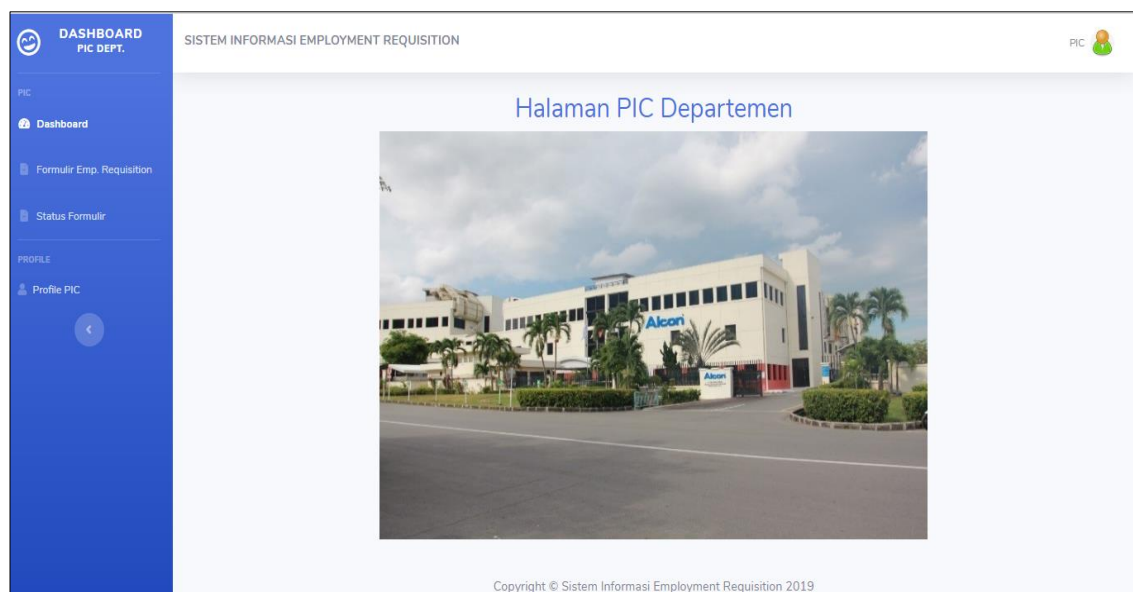 DASHBOARD
PIC DEPT.
SISTEM INFORMASI EMPLOYMENT REQUISITION
PIC
PIC
Dashboard
Formulir Emp. Requisition
Status Formulir
PROFILE
Profile PIC
Halaman PIC Departemen
Alcon
Alcon
Copyright © Sistem Informasi Employment Requisition 2019